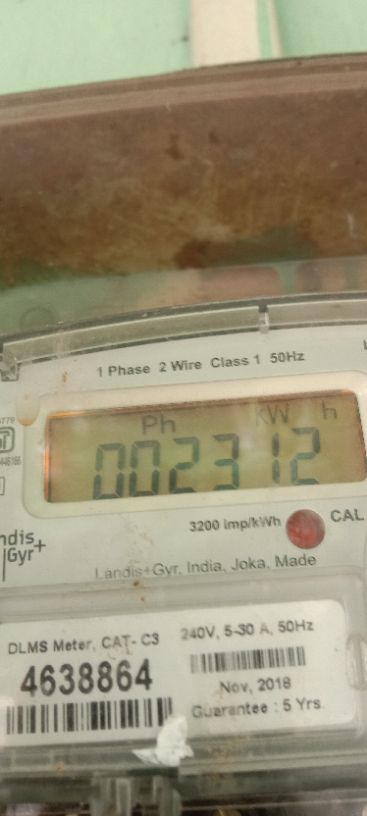 1 Phase 2 Wire Class 1 50Hz
Ph kW h
002312
3200 imp/kWh CAL
ndis
Gyr+
Landis+Gyr, India, Joka, Made
DLMS Meter, CAT- C3
4638864
240V, 5-30 A, 50Hz
Nov, 2018
Guarantee : 5 Yrs.